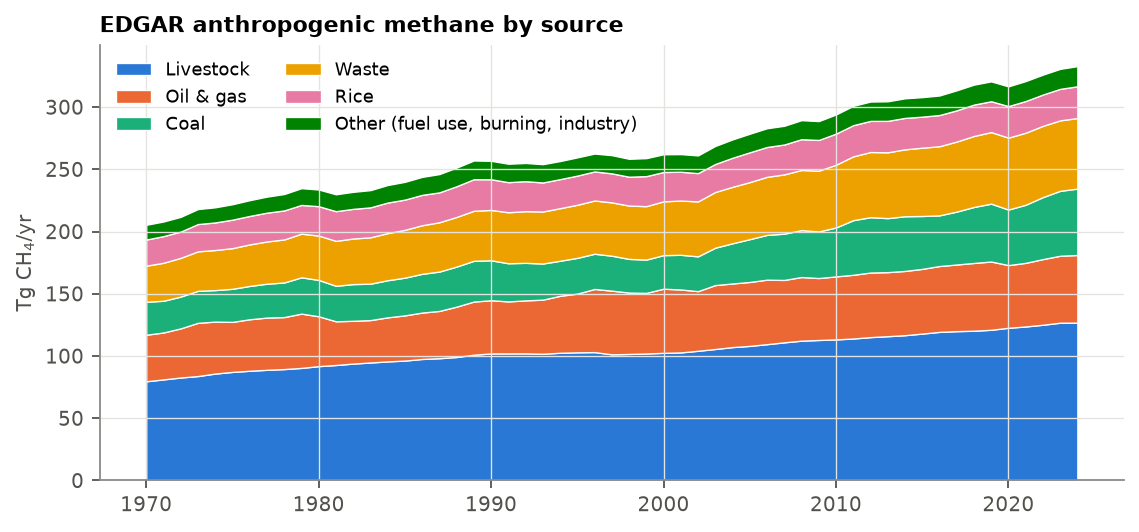 EDGAR anthropogenic methane by source
Livestock
Oil & gas
Coal
Waste
Rice
Other (fuel use, burning, industry)
Tg CH₄/yr
300
250
200
150
100
50
0
1970 1980 1990 2000 2010 2020